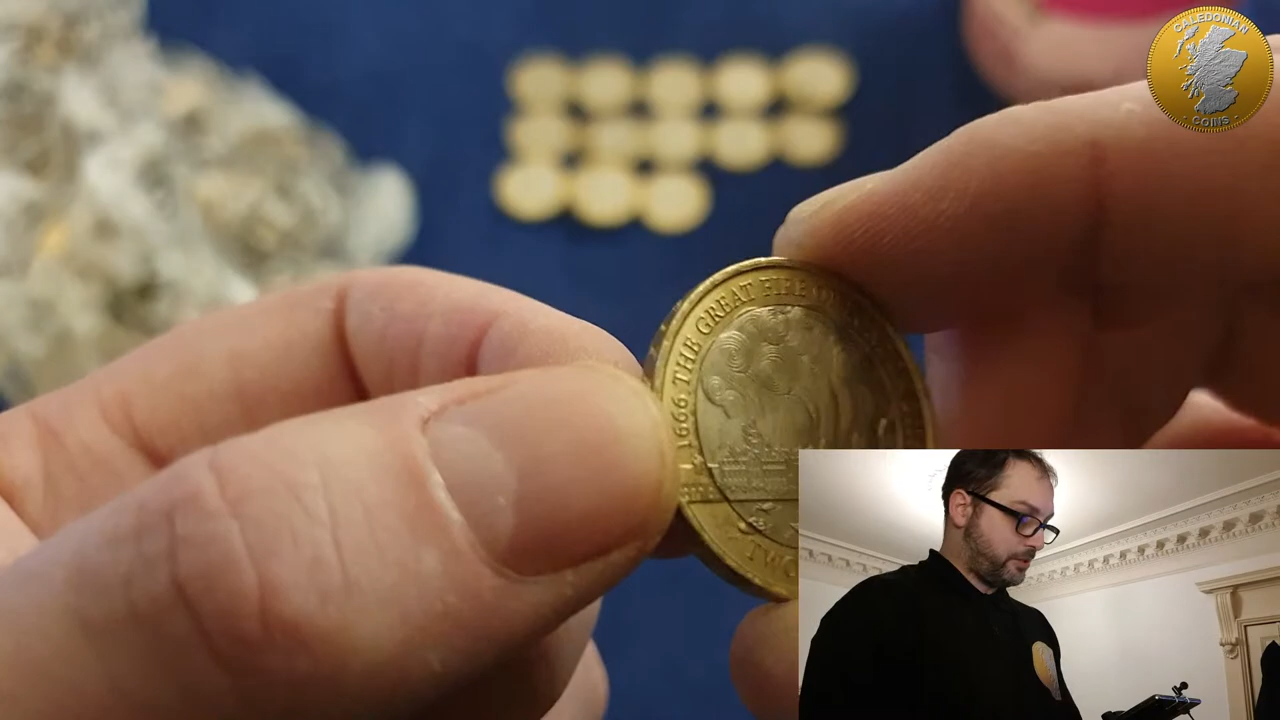 CALEDONIAN
COINS
1666 THE GREAT FIRE
TWO